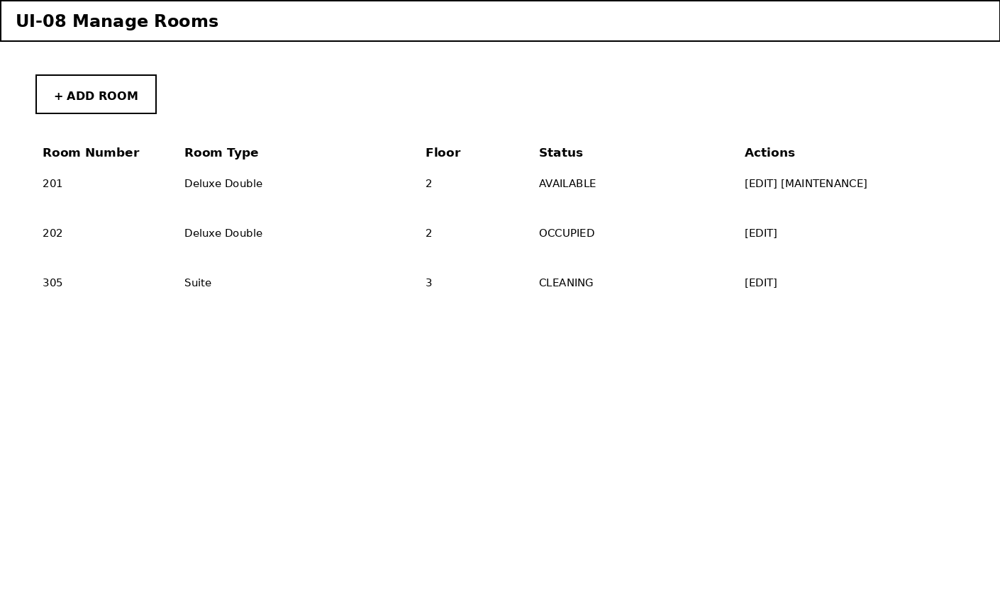 UI-08 Manage Rooms
+ ADD ROOM
Room Number Room Type Floor Status Actions
201 Deluxe Double 2 AVAILABLE [EDIT] [MAINTENANCE]
202 Deluxe Double 2 OCCUPIED [EDIT]
305 Suite 3 CLEANING [EDIT]